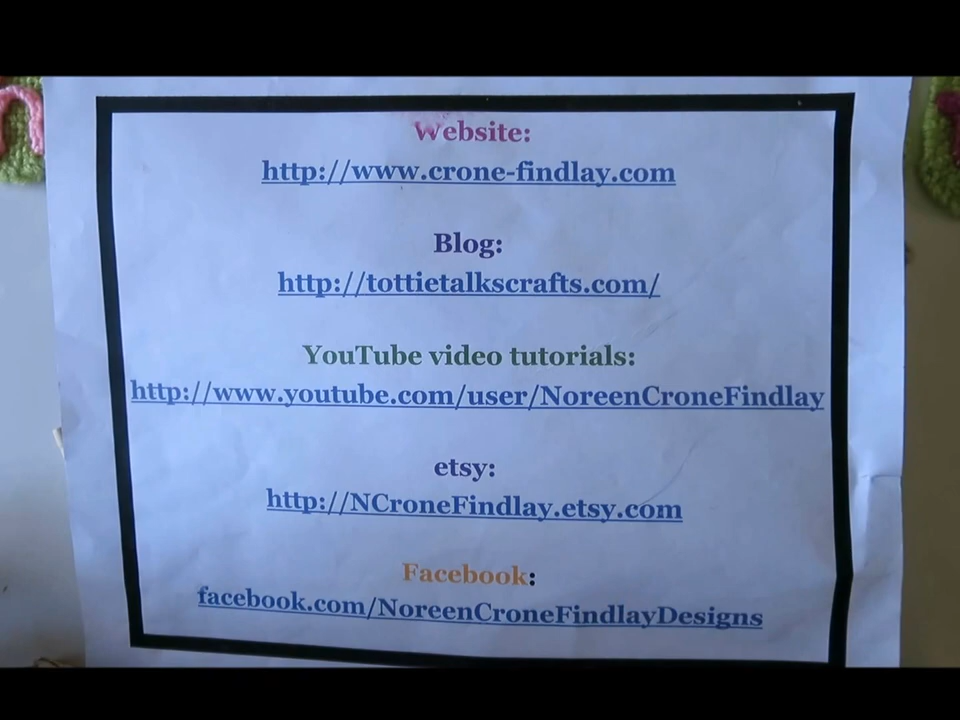 Website:
http://www.crone-findlay.com
Blog:
http://tottietalkscrafts.com/
YouTube video tutorials:
http://www.youtube.com/user/NoreenCroneFindlay
etsy:
http://NCroneFindlay.etsy.com
Facebook:
facebook.com/NoreenCroneFindlayDesigns